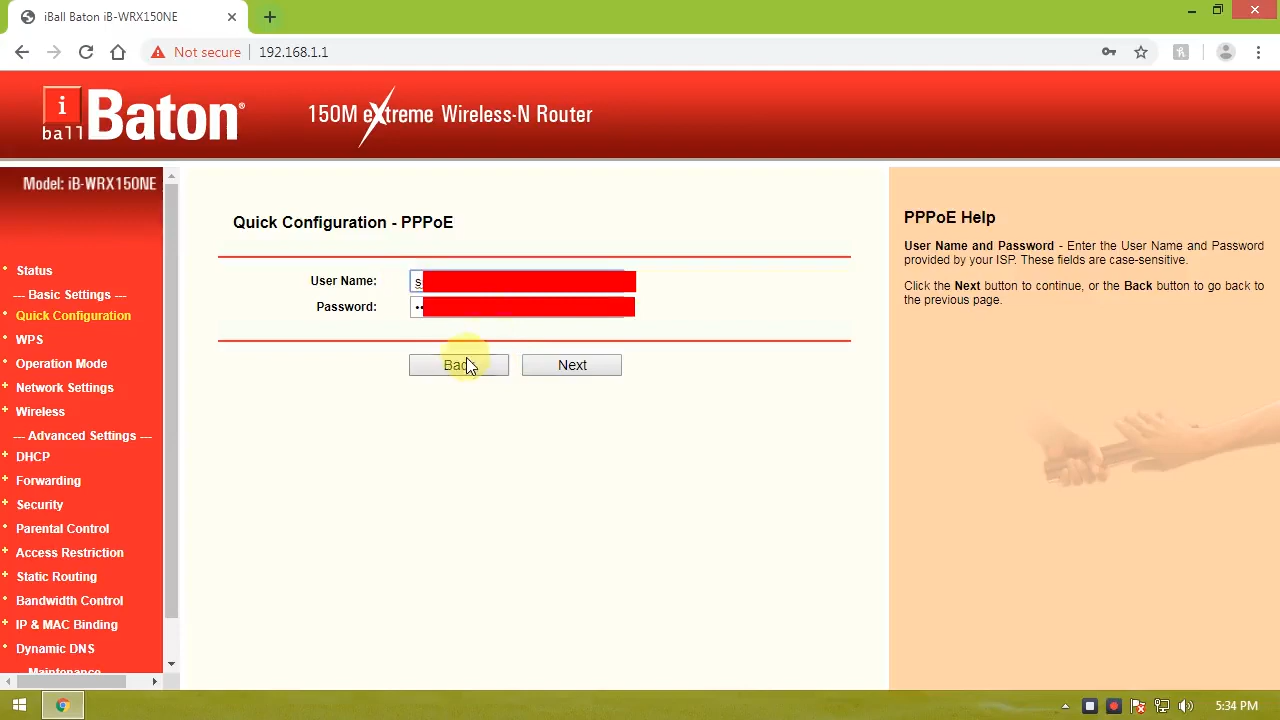 iBall Baton iB-WRX150NE
Not secure
192.168.1.1
i
ball
Baton®
150M eXtreme Wireless-N Router
Model: iB-WRX150NE
Status
--- Basic Settings ---
Quick Configuration
WPS
Operation Mode
Network Settings
Wireless
--- Advanced Settings ---
DHCP
Forwarding
Security
Parental Control
Access Restriction
Static Routing
Bandwidth Control
IP & MAC Binding
Dynamic DNS
Maintenance
Quick Configuration - PPPoE
User Name:
s
Password:
Next
PPPoE Help
User Name and Password - Enter the User Name and Password
provided by your ISP. These fields are case-sensitive.
Click the Next button to continue, or the Back button to go back to
the previous page.
5:34 PM